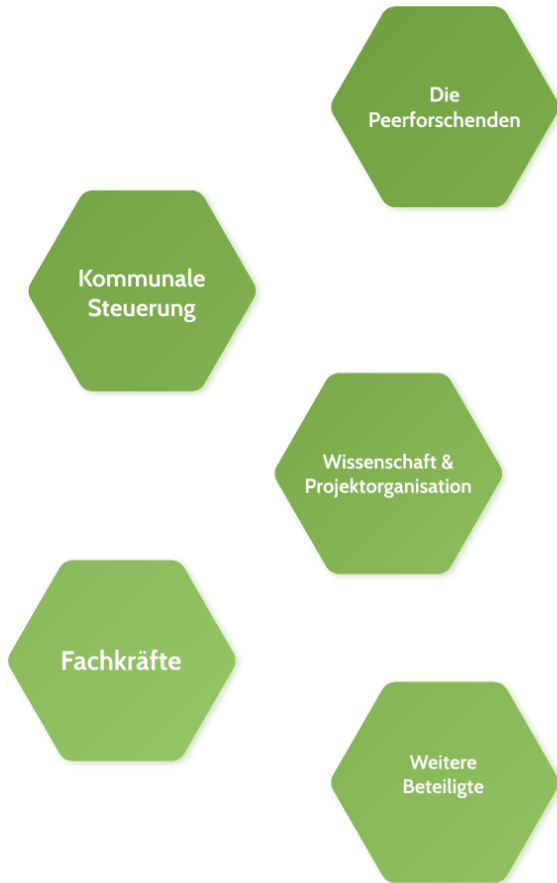 Die
Peerforschenden
Kommunale
Steuerung
Wissenschaft &
Projektorganisation
Fachkräfte
Weitere
Beteiligte